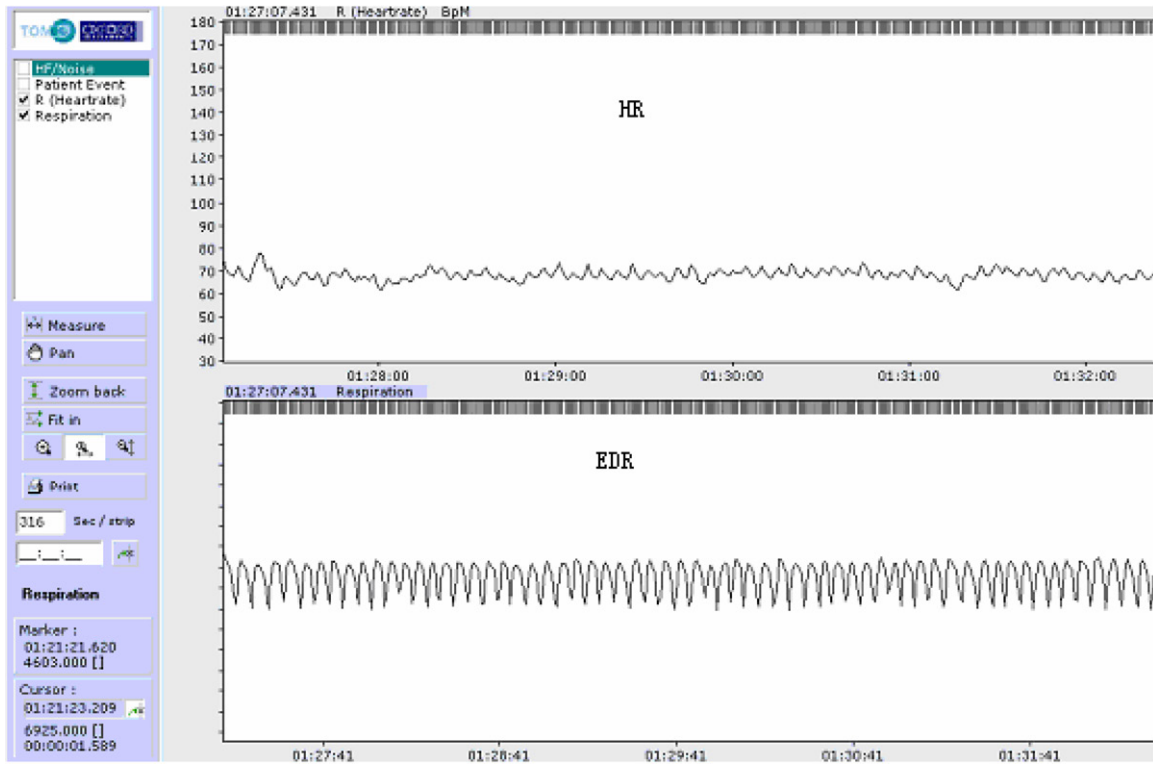 TOM
01:27:07.431 R (Heartrate) BpM
HF/Noise
Patient Event
R (Heartrate)
Respiration
180
170
160
150
140
130
120
110
100
90
80
70
60
50
40
30
HR
01:28:00 01:29:00 01:30:00 01:31:00 01:32:00
Measure
Pan
Zoom back
Fit in
Print
316 Sec / strip
__:__:__
Respiration
Marker :
01:21:21.620
4603.000 []
Cursor :
01:21:23.209
6925.000 []
00:00:01.589
01:27:07.431 Respiration
EDR
01:27:41 01:28:41 01:29:41 01:30:41 01:31:41